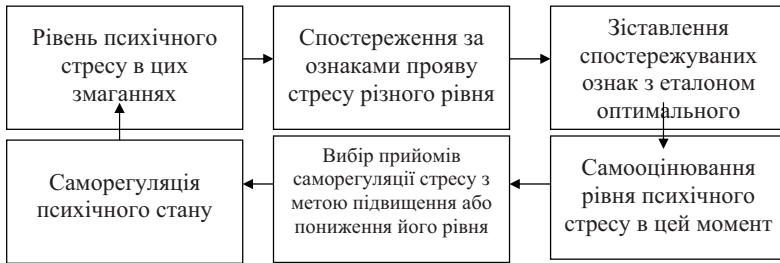 Рівень психічного
стресу в цих
змаганнях
Спостереження за
ознаками прояву
стресу різного рівня
Зіставлення
спостережуваних
ознак з еталоном
оптимального
Самооцінювання
рівня психічного
стресу в цей момент
Вибір прийомів
саморегуляції стресу з
метою підвищення або
пониження його рівня
Саморегуляція
психічного стану